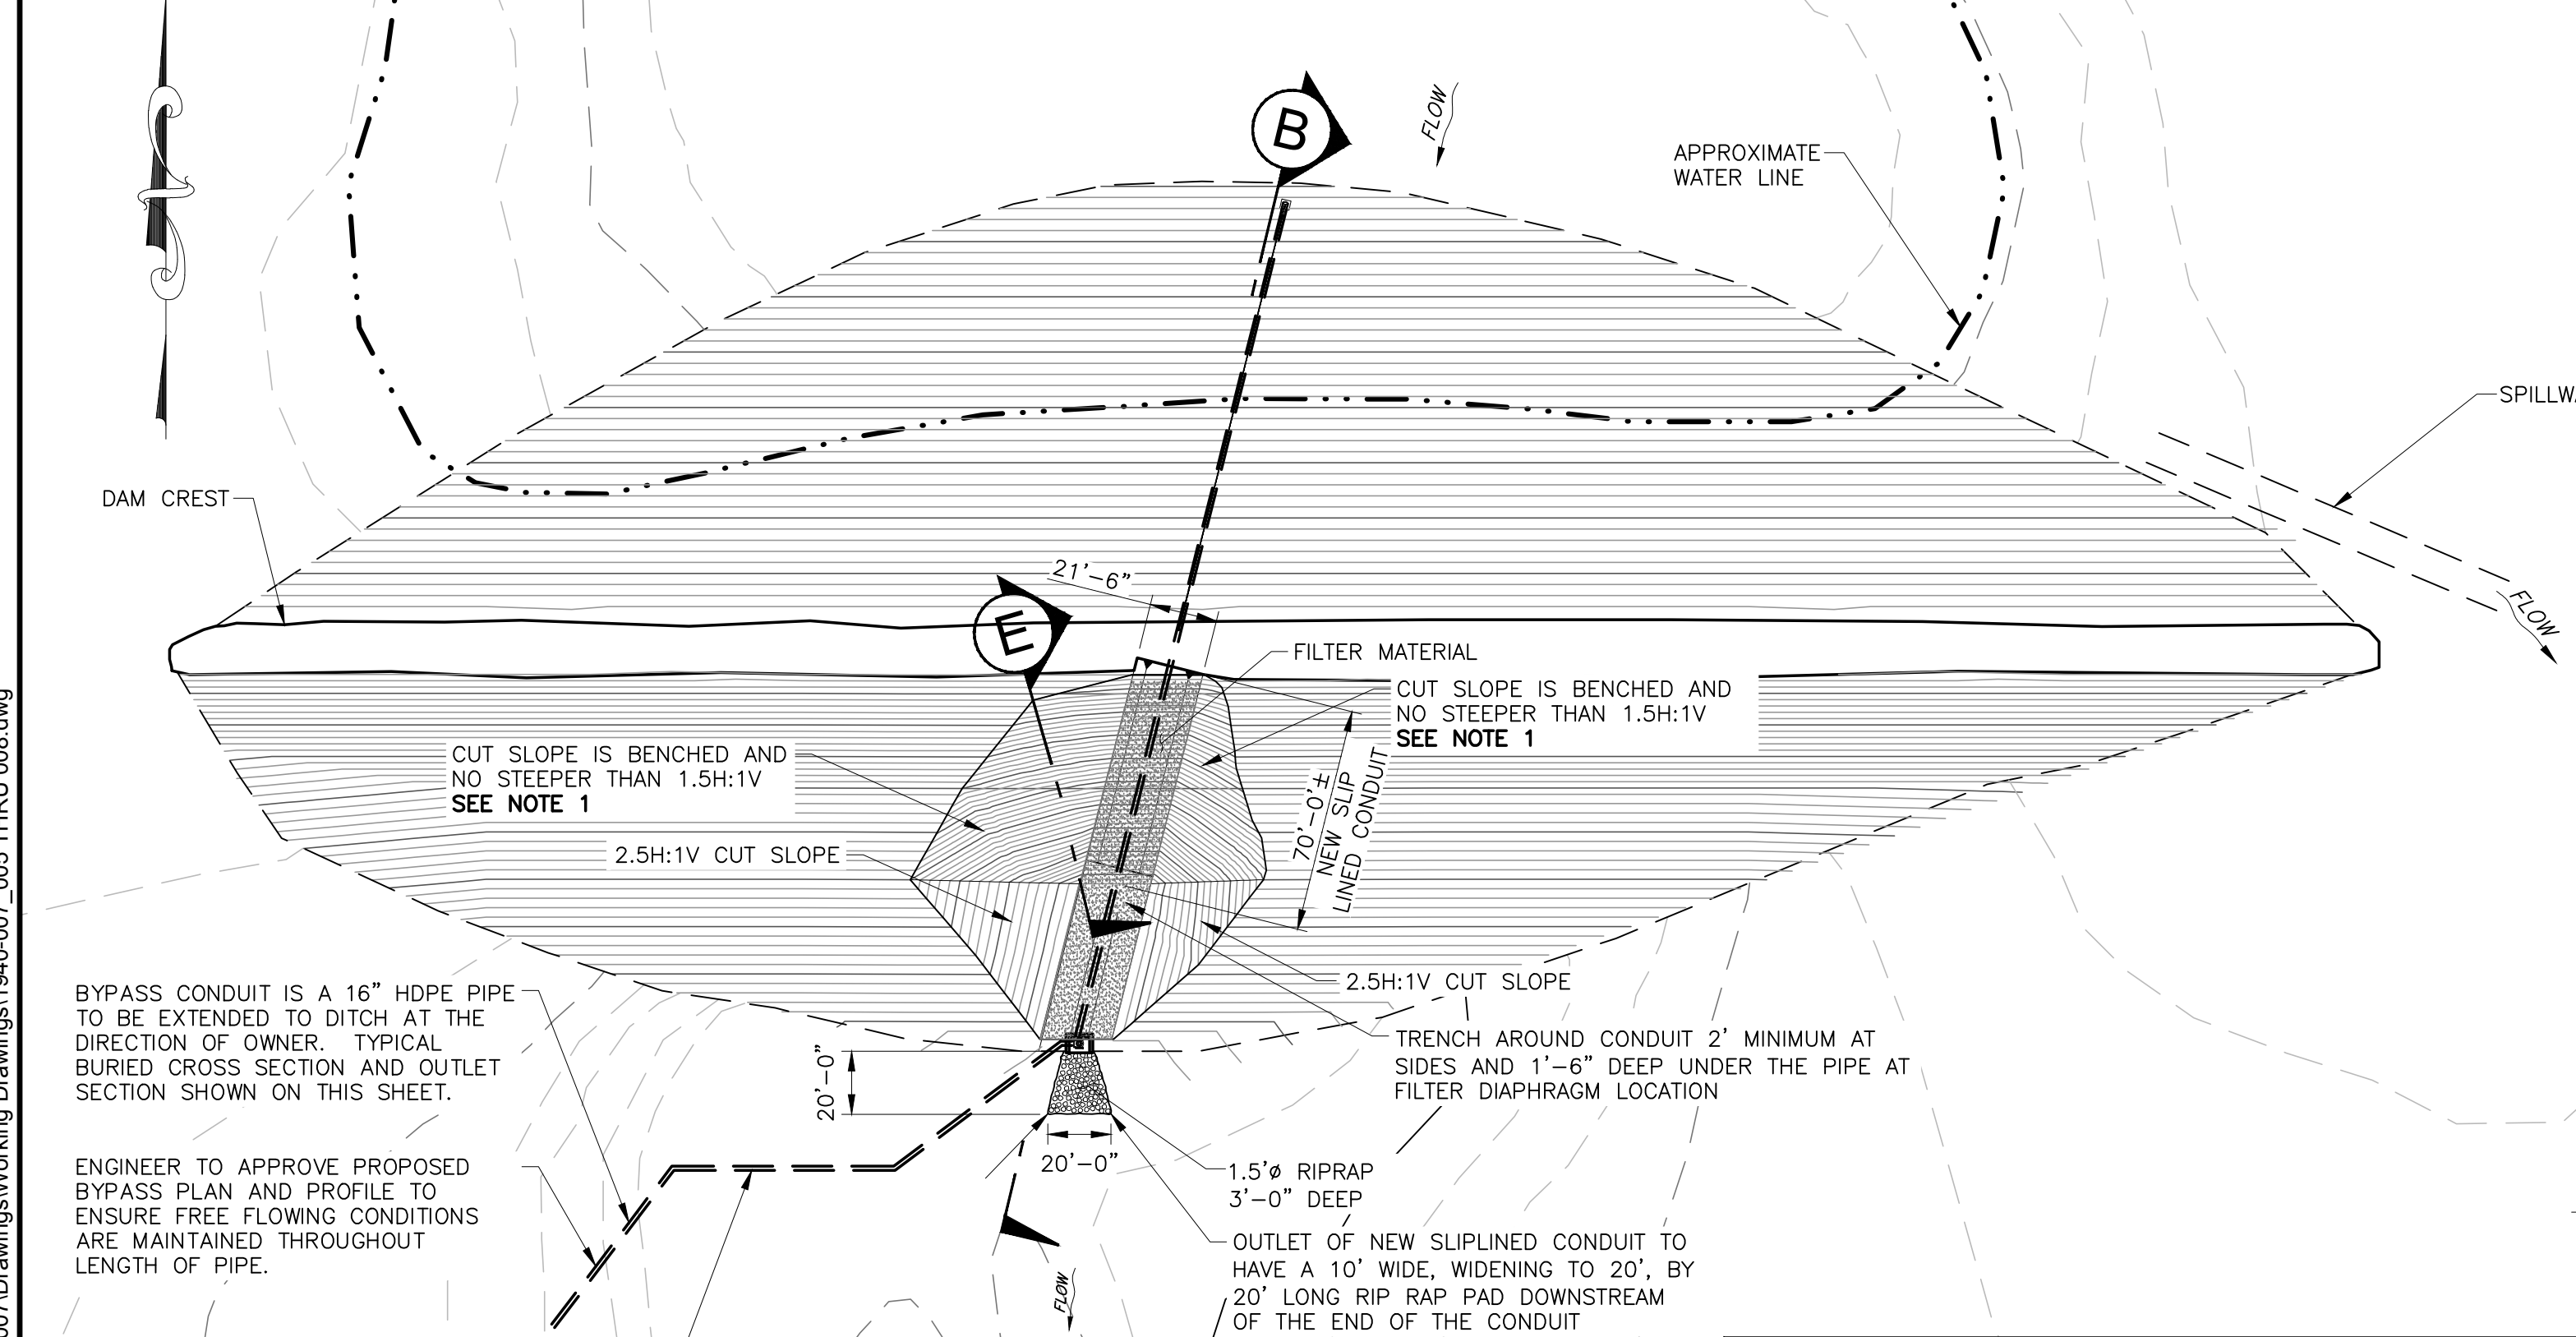 B
FLOW
APPROXIMATE
WATER LINE
SPILLWA
DAM CREST
FLOW
21'-6"
E
FILTER MATERIAL
CUT SLOPE IS BENCHED AND
NO STEEPER THAN 1.5H:1V
SEE NOTE 1
CUT SLOPE IS BENCHED AND
NO STEEPER THAN 1.5H:1V
SEE NOTE 1
70'-0"±
NEW SLIP
LINED CONDUIT
2.5H:1V CUT SLOPE
2.5H:1V CUT SLOPE
BYPASS CONDUIT IS A 16" HDPE PIPE
TO BE EXTENDED TO DITCH AT THE
DIRECTION OF OWNER. TYPICAL
BURIED CROSS SECTION AND OUTLET
SECTION SHOWN ON THIS SHEET.
TRENCH AROUND CONDUIT 2' MINIMUM AT
SIDES AND 1'-6" DEEP UNDER THE PIPE AT
FILTER DIAPHRAGM LOCATION
20'-0"
20'-0"
ENGINEER TO APPROVE PROPOSED
BYPASS PLAN AND PROFILE TO
ENSURE FREE FLOWING CONDITIONS
ARE MAINTAINED THROUGHOUT
LENGTH OF PIPE.
1.5'ø RIPRAP
3'-0" DEEP
OUTLET OF NEW SLIPLINED CONDUIT TO
HAVE A 10' WIDE, WIDENING TO 20', BY
20' LONG RIP RAP PAD DOWNSTREAM
OF THE END OF THE CONDUIT
FLOW